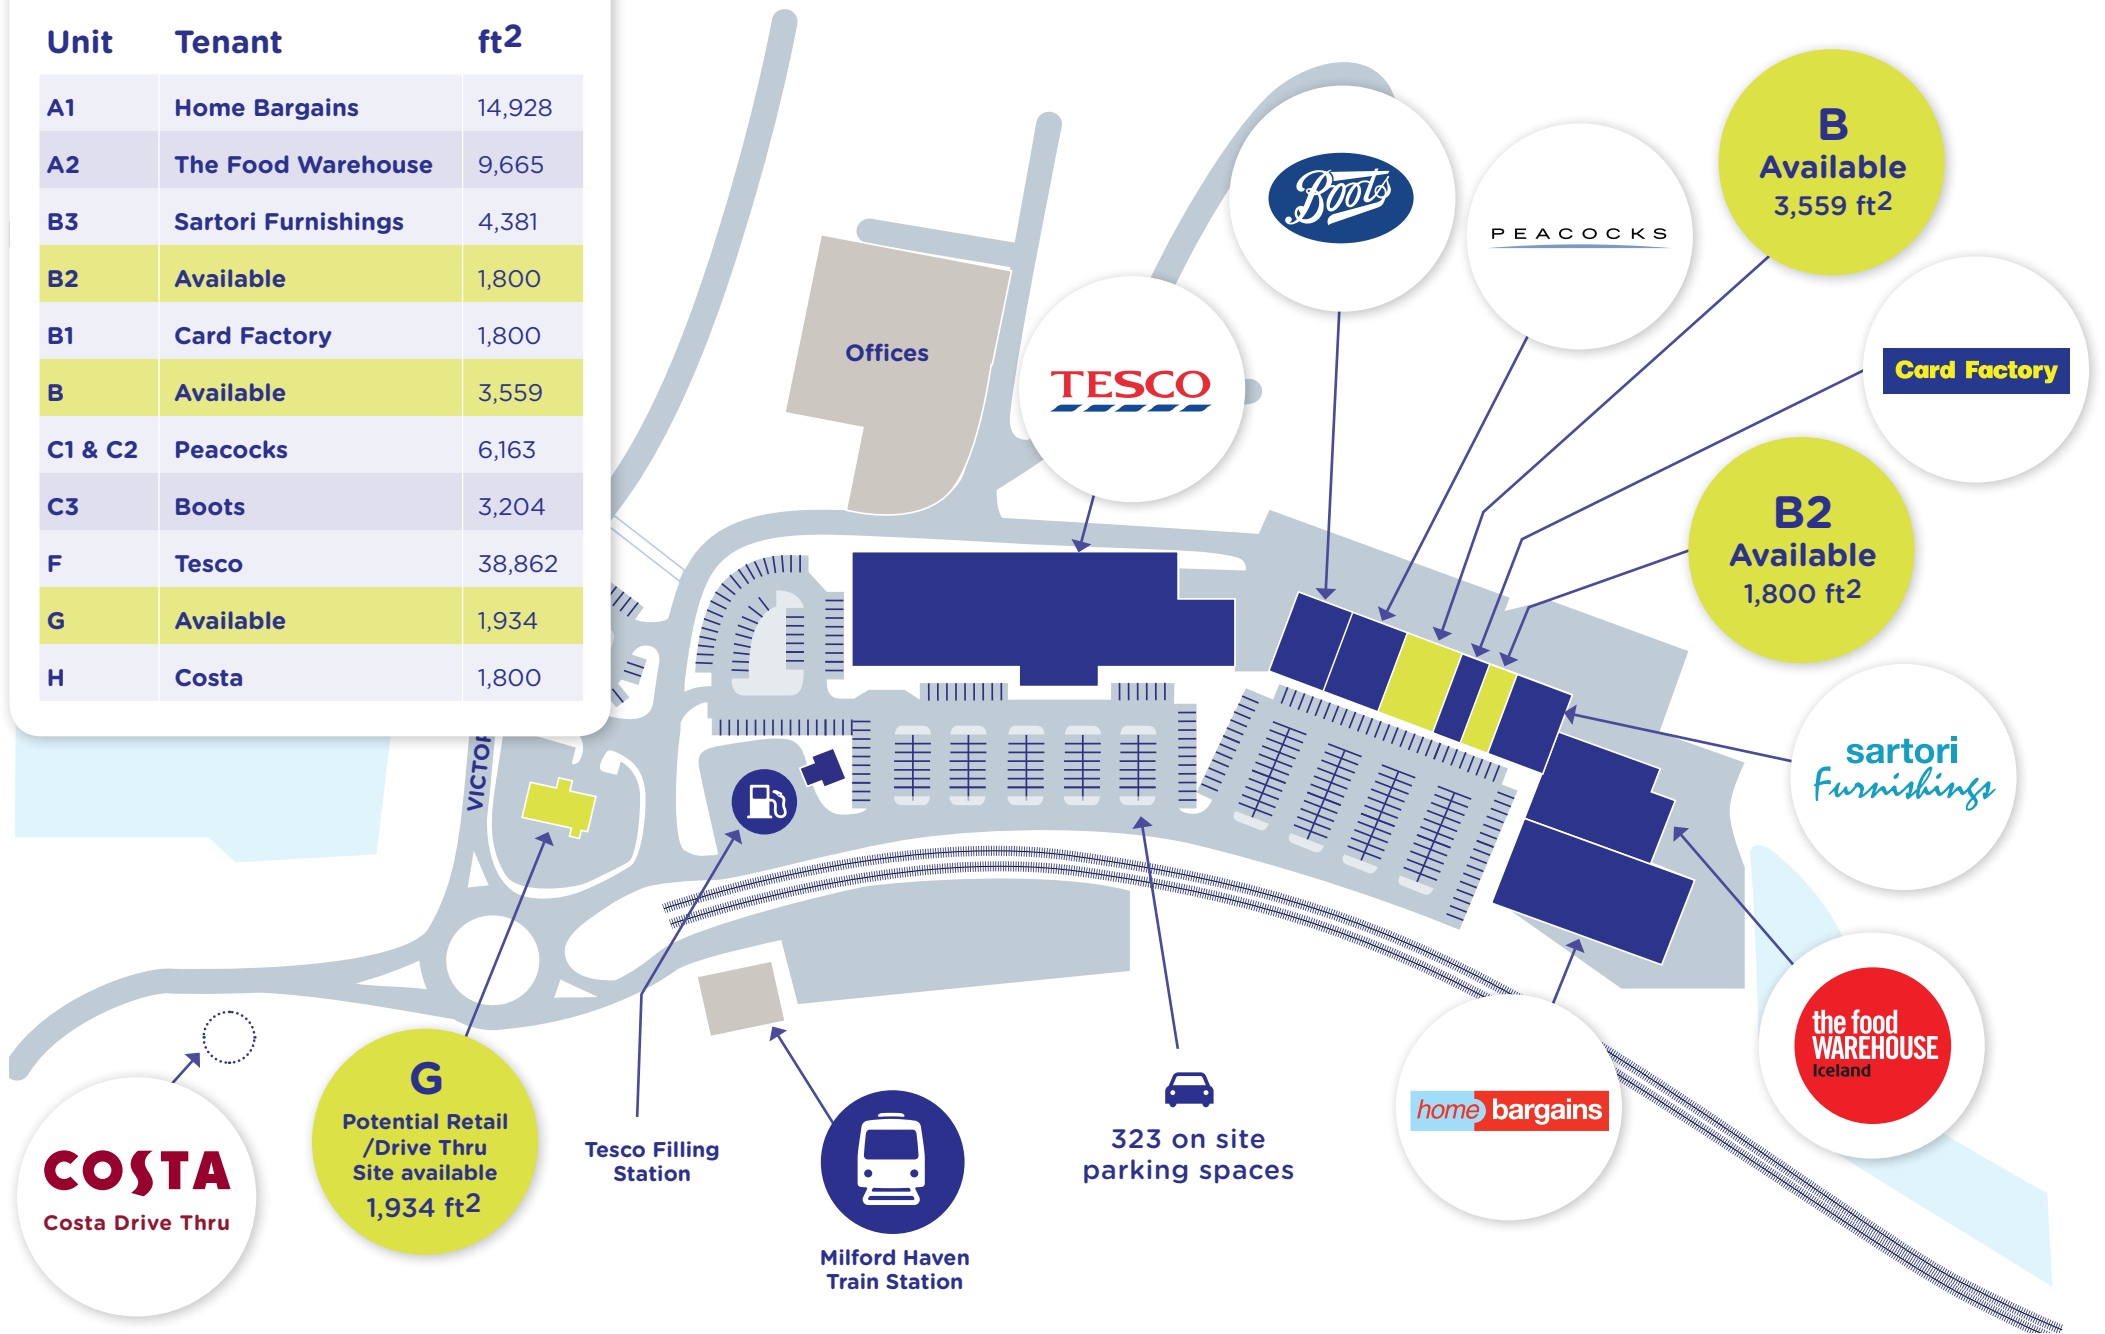 Unit Tenant ft2
A1 Home Bargains 14,928
A2 The Food Warehouse 9,665
B3 Sartori Furnishings 4,381
B2 Available 1,800
B1 Card Factory 1,800
B Available 3,559
C1 & C2 Peacocks 6,163
C3 Boots 3,204
F Tesco 38,862
G Available 1,934
H Costa 1,800
Offices
TESCO
Boots
PEACOCKS
B
Available
3,559 ft2
Card Factory
B2
Available
1,800 ft2
sartori
Furnishings
the food
WAREHOUSE
Iceland
home bargains
323 on site
parking spaces
Milford Haven
Train Station
Tesco Filling
Station
G
Potential Retail
/Drive Thru
Site available
1,934 ft2
COSTA
Costa Drive Thru